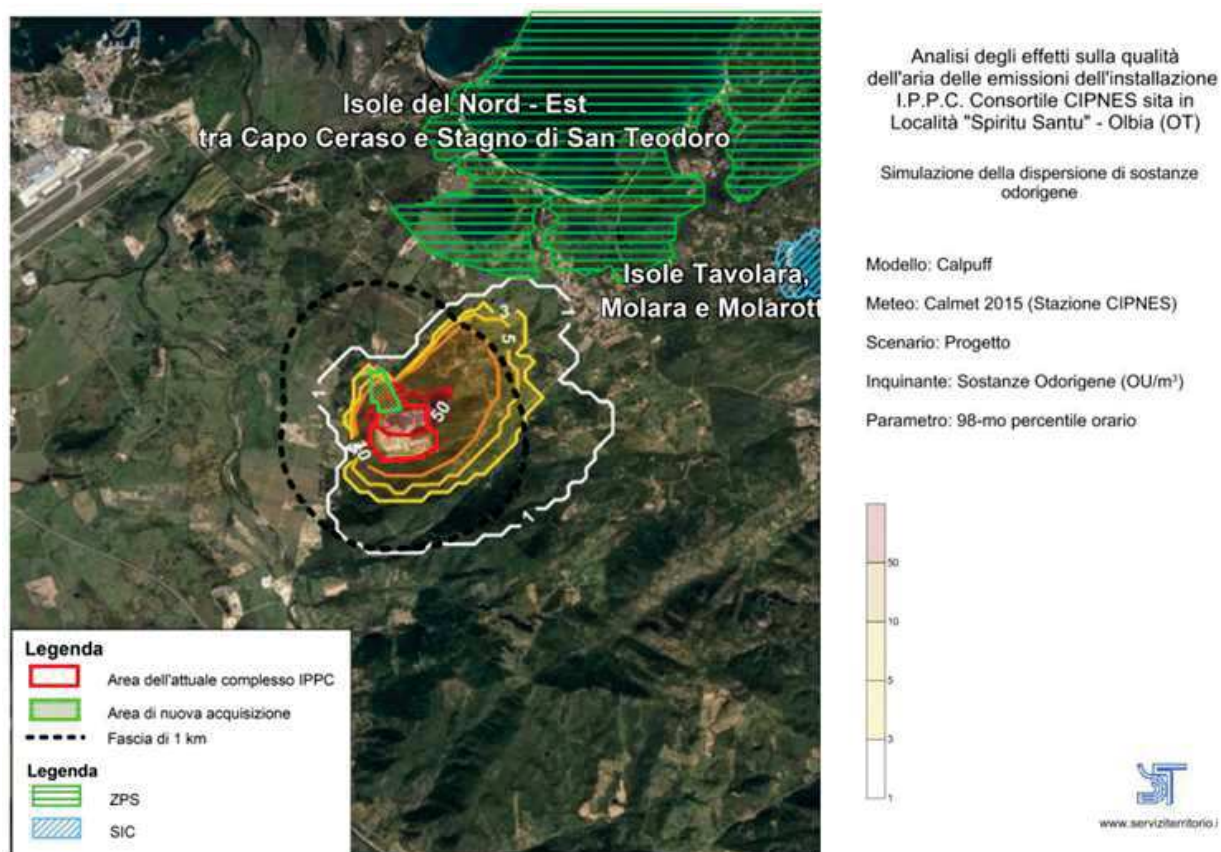 Isole del Nord - Est
tra Capo Ceraso e Stagno di San Teodoro
Isole Tavolara,
Molara e Molarott
1
3
5
1
50
10
1
Legenda
Area dell'attuale complesso IPPC
Area di nuova acquisizione
Fascia di 1 km
Legenda
ZPS
SIC
Analisi degli effetti sulla qualità
dell'aria delle emissioni dell'installazione
I.P.P.C. Consortile CIPNES sita in
Località "Spiritu Santu" - Olbia (OT)
Simulazione della dispersione di sostanze
odorigene
Modello: Calpuff
Meteo: Calmet 2015 (Stazione CIPNES)
Scenario: Progetto
Inquinante: Sostanze Odorigene (OU/m³)
Parametro: 98-mo percentile orario
50
10
5
3
1
www.serviziterritorio.i